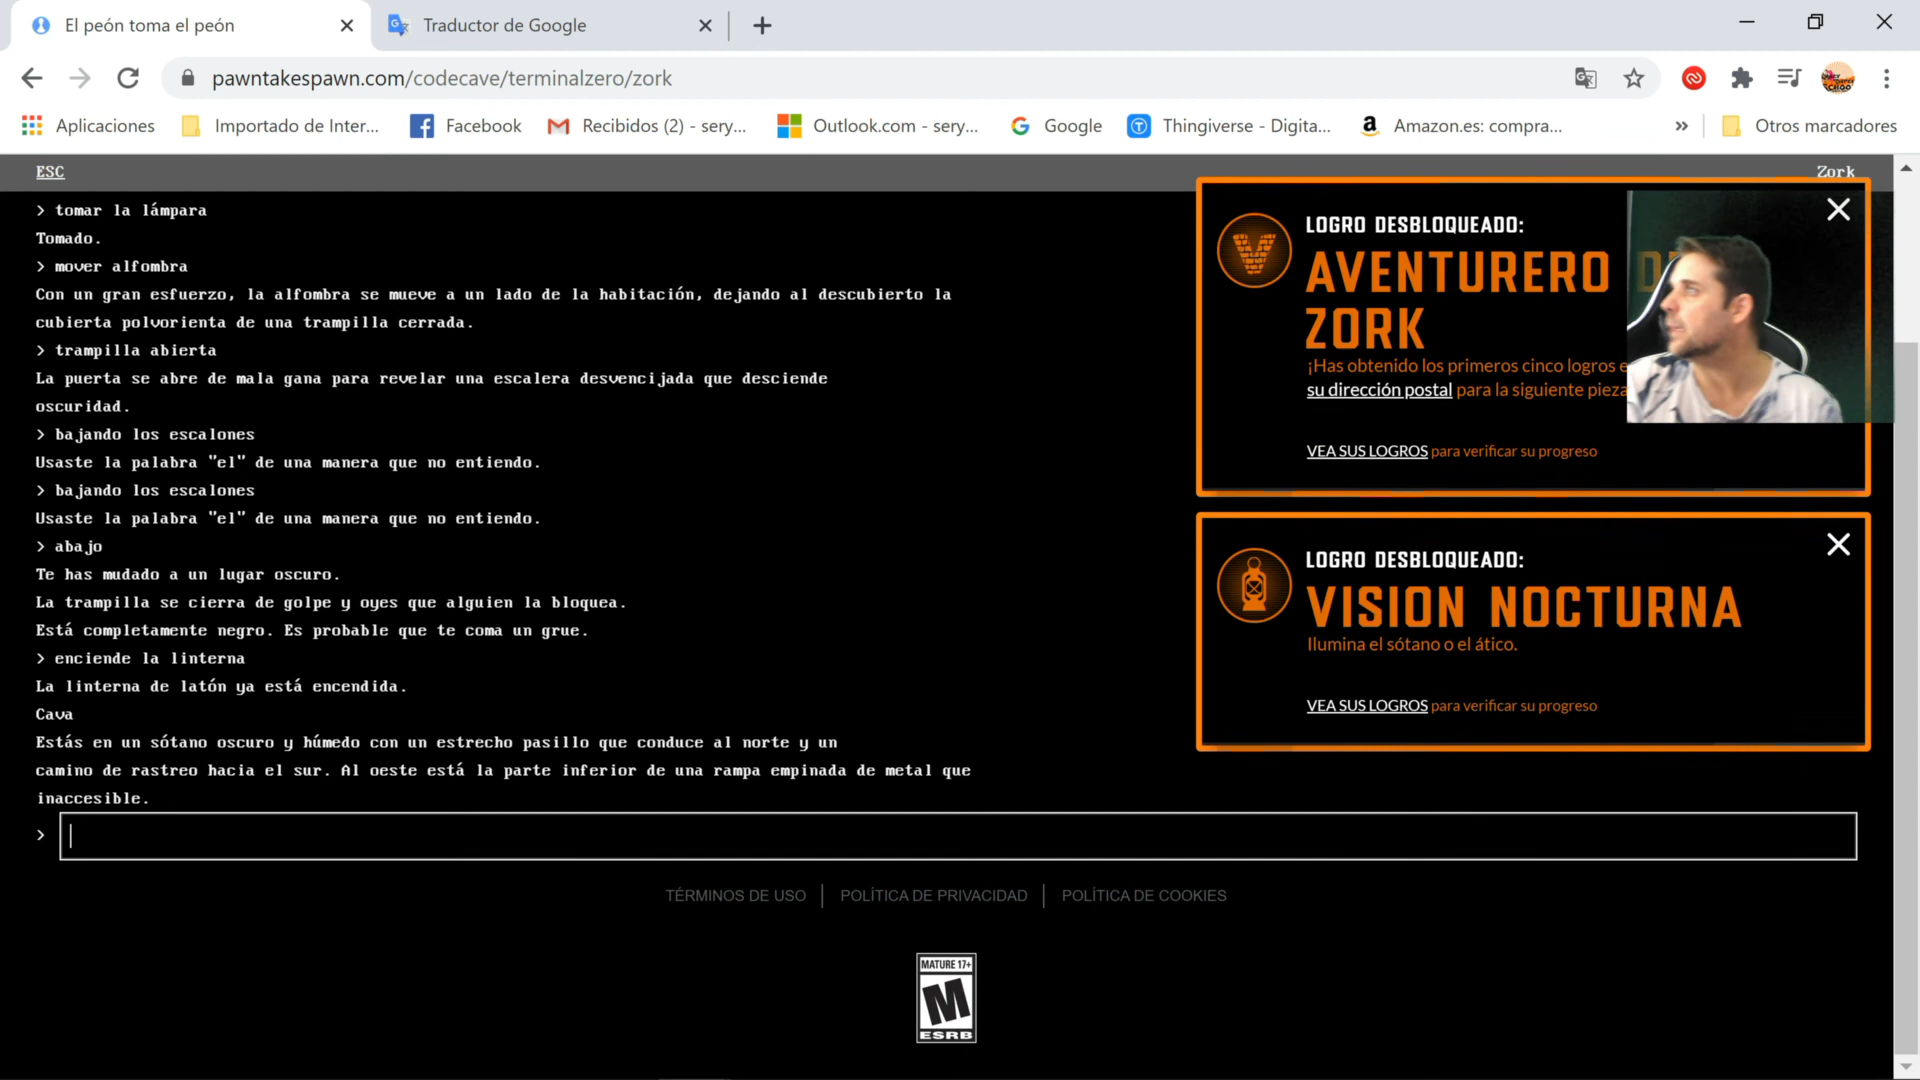 El peón toma el peón
Traductor de Google
pawntakespawn.com/codecave/terminalzero/zork
Aplicaciones
Importado de Inter...
Facebook
Recibidos (2) - sery...
Outlook.com - sery...
Google
Thingiverse - Digita...
Amazon.es: compra...
»
Otros marcadores
ESC
Zork
> tomar la lámpara
Tomado.
> mover alfombra
Con un gran esfuerzo, la alfombra se mueve a un lado de la habitación, dejando al descubierto la
cubierta polvorienta de una trampilla cerrada.
> trampilla abierta
La puerta se abre de mala gana para revelar una escalera desvencijada que desciende
oscuridad.
> bajando los escalones
Usaste la palabra "el" de una manera que no entiendo.
> bajando los escalones
Usaste la palabra "el" de una manera que no entiendo.
> abajo
Te has mudado a un lugar oscuro.
La trampilla se cierra de golpe y oyes que alguien la bloquea.
Está completamente negro. Es probable que te coma un grue.
> enciende la linterna
La linterna de latón ya está encendida.
Cava
Estás en un sótano oscuro y húmedo con un estrecho pasillo que conduce al norte y un
camino de rastreo hacia el sur. Al oeste está la parte inferior de una rampa empinada de metal que
inaccesible.
>
LOGRO DESBLOQUEADO:
AVENTURERO
ZORK
¡Has obtenido los primeros cinco logros
su dirección postal para la siguiente pieza
VEA SUS LOGROS para verificar su progreso
LOGRO DESBLOQUEADO:
VISION NOCTURNA
Ilumina el sótano o el ático.
VEA SUS LOGROS para verificar su progreso
TÉRMINOS DE USO
POLÍTICA DE PRIVACIDAD
POLÍTICA DE COOKIES
MATURE 17+
M
ESRB